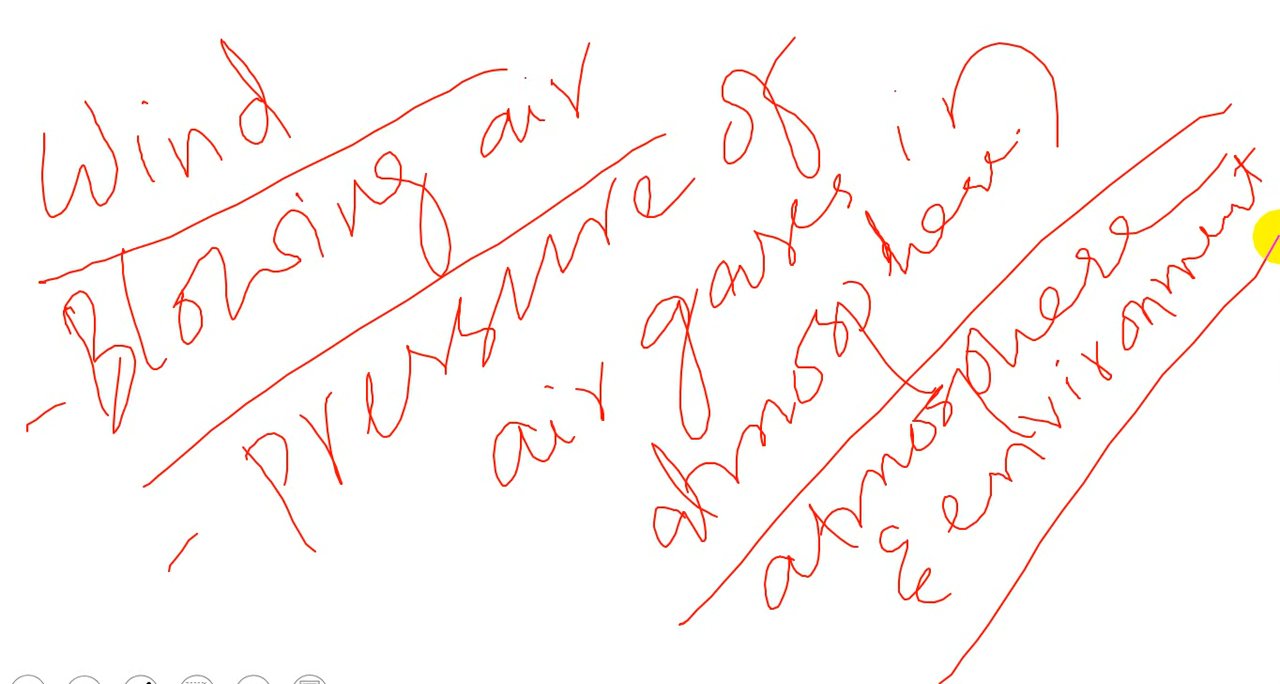 Wind
- Blowing air
- pressure of
air gases in
atmosphere
atmosphere
& environment